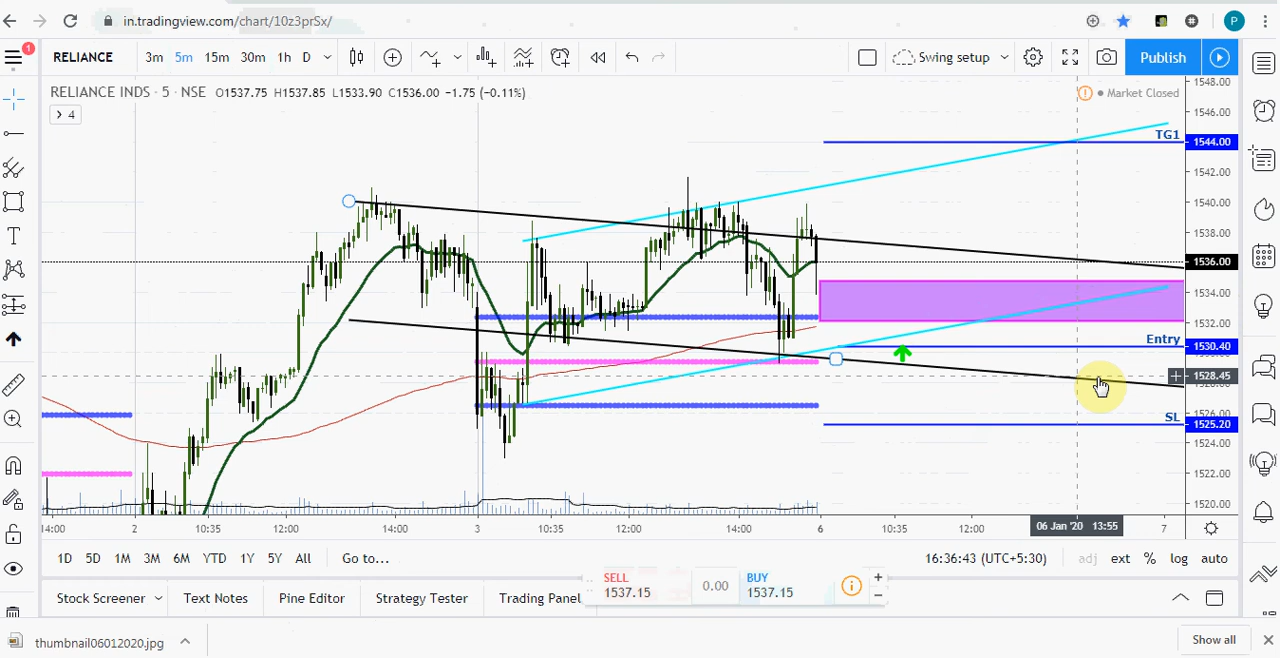 in.tradingview.com/chart/10z3prSx/
P
1
RELIANCE
3m 5m 15m 30m 1h D
Swing setup
Publish
RELIANCE INDS · 5 · NSE O1537.75 H1537.85 L1533.90 C1536.00 −1.75 (−0.11%)
> 4
Market Closed
1548.00
1546.00
TG1
1544.00
1542.00
1540.00
1538.00
1536.00
1534.00
1532.00
Entry
1530.40
1528.45
SL
1526.00
1525.20
1524.00
1522.00
1520.00
14:00 2 10:35 12:00 14:00 3 10:35 12:00 14:00 6 10:35 12:00 06 Jan '20 13:55 7
1D 5D 1M 3M 6M YTD 1Y 5Y All Go to...
16:36:43 (UTC+5:30) adj ext % log auto
SELL
1537.15
0.00
BUY
1537.15
Stock Screener Text Notes Pine Editor Strategy Tester Trading Panel
thumbnail06012020.jpg
Show all